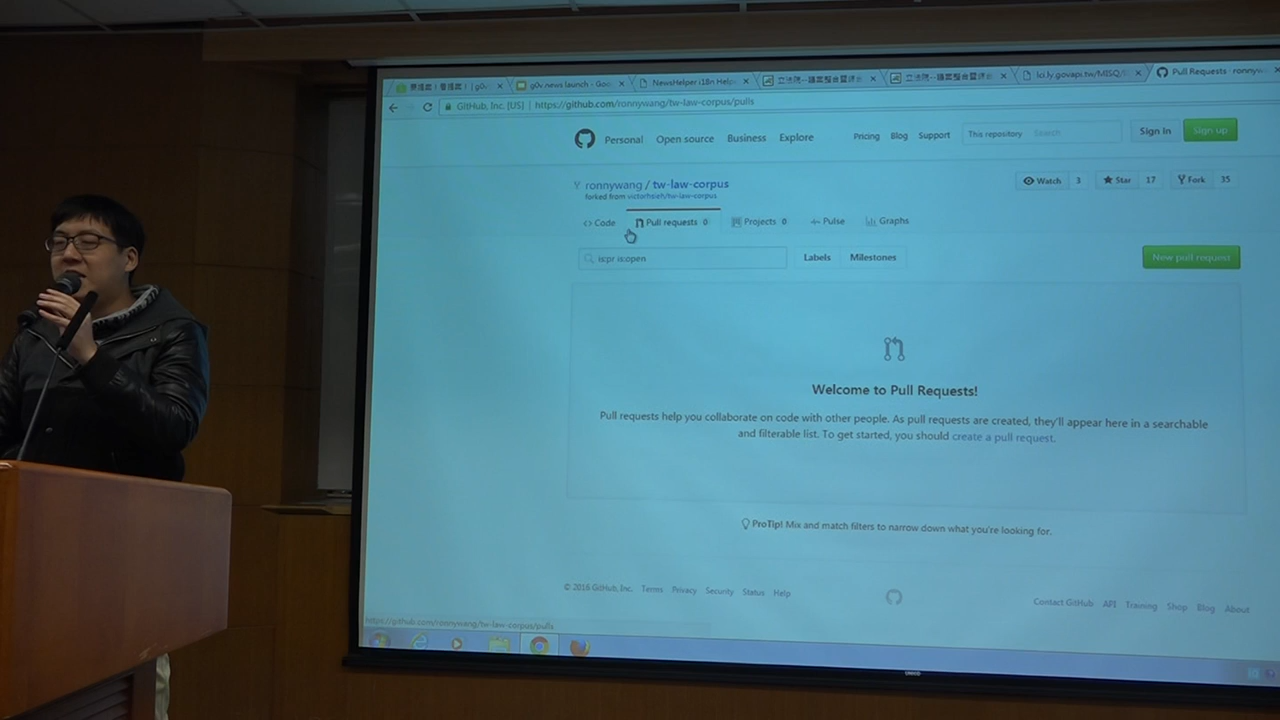 g0v.news launch - Goo
NewsHelper i18n Help
lci.ly.govapi.tw/MISQ/
Pull Requests · ronnyw
GitHub, Inc. [US] | https://github.com/ronnywang/tw-law-corpus/pulls
Personal Open source Business Explore Pricing Blog Support This repository Search Sign in Sign up
ronnywang / tw-law-corpus Watch 3 Star 17 Fork 35
forked from victorhsieh/tw-law-corpus
Code Pull requests 0 Projects 0 Pulse Graphs
is:pr is:open Labels Milestones New pull request
Welcome to Pull Requests!
Pull requests help you collaborate on code with other people. As pull requests are created, they'll appear here in a searchable
and filterable list. To get started, you should create a pull request.
ProTip! Mix and match filters to narrow down what you're looking for.
© 2016 GitHub, Inc. Terms Privacy Security Status Help Contact GitHub API Training Shop Blog About
https://github.com/ronnywang/tw-law-corpus/pulls